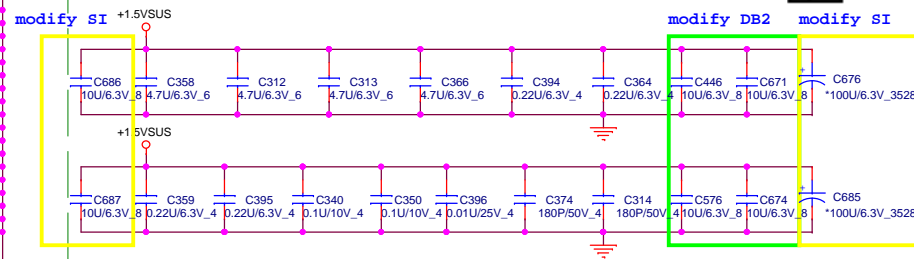 modify SI
+1.5VSUS
modify DB2
modify SI
C686
10U/6.3V_8
C358
4.7U/6.3V_6
C312
4.7U/6.3V_6
C313
4.7U/6.3V_6
C366
4.7U/6.3V_6
C394
0.22U/6.3V_4
C364
0.22U/6.3V_4
C446
10U/6.3V_8
C671
10U/6.3V_8
+
C676
*100U/6.3V_3528
+1.5VSUS
C687
10U/6.3V_8
C359
0.22U/6.3V_4
C395
0.22U/6.3V_4
C340
0.1U/10V_4
C350
0.1U/10V_4
C396
0.01U/25V_4
C374
180P/50V_4
C314
180P/50V_4
C576
10U/6.3V_8
C674
10U/6.3V_8
+
C685
*100U/6.3V_3528